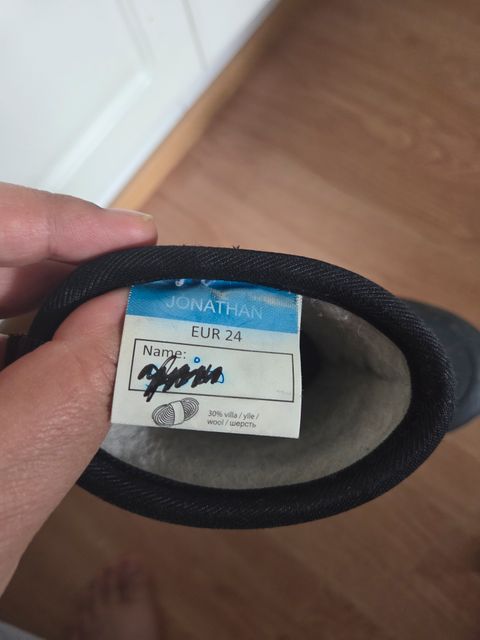 JONATHAN
EUR 24
Name:
30% villa / ylle /
wool / шерсть